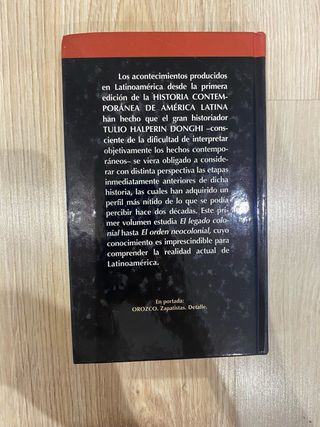 Los acontecimientos producidos
en Latinoamérica desde la primera
edición de la HISTORIA CONTEM-
PORÁNEA DE AMÉRICA LATINA
han hecho que el gran historiador
TULIO HALPERIN DONGHI –cons-
ciente de la dificultad de interpretar
objetivamente los hechos contempo-
ráneos– se viera obligado a conside-
rar con distinta perspectiva las etapas
inmediatamente anteriores de dicha
historia, las cuales han adquirido un
perfil más nítido de lo que se podía
percibir hace dos décadas. Este pri-
mer volumen estudia El legado colo-
nial hasta El orden neocolonial, cuyo
conocimiento es imprescindible para
comprender la realidad actual de
Latinoamérica.
En portada:
OROZCO. Zapatistas. Detalle.